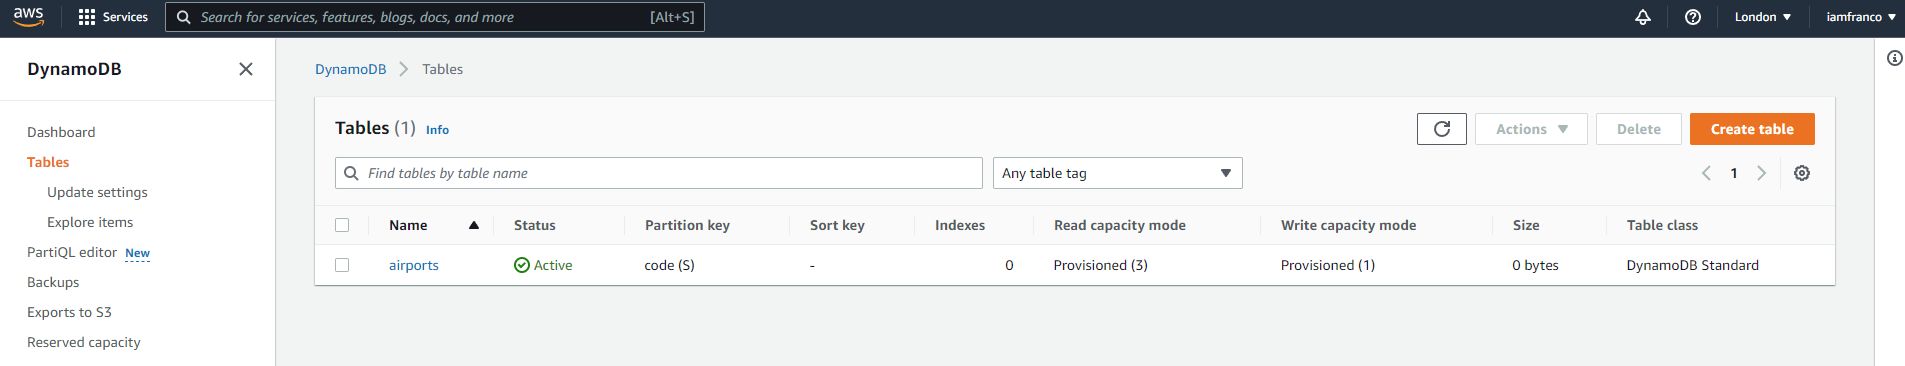 aws Services Search for services, features, blogs, docs, and more [Alt+S] London iamfranco
DynamoDB
Dashboard
Tables
Update settings
Explore items
PartiQL editor New
Backups
Exports to S3
Reserved capacity
DynamoDB Tables
Tables (1) Info Actions Delete Create table
Find tables by table name Any table tag 1
Name Status Partition key Sort key Indexes Read capacity mode Write capacity mode Size Table class
airports Active code (S) - 0 Provisioned (3) Provisioned (1) 0 bytes DynamoDB Standard